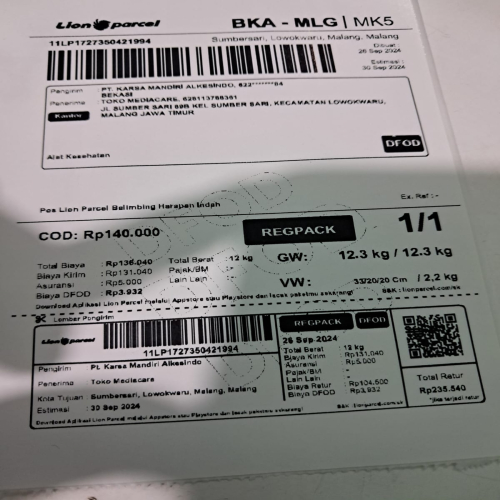 Lion parcel
BKA - MLG | MK5
Sumbersari, Lowokwaru, Malang, Malang
11LP1727350421994
Dibuat :
26 Sep 2024
Estimasi :
30 Sep 2024
Pengirim : PT. KARSA MANDIRI ALKESINDO, 622*******64
BEKASI
Penerima : TOKO MEDIACARE, 628113788361
Kantor
JL SUMBER SARI 89B KEL SUMBER SARI, KECAMATAN LOWOKWARU,
MALANG JAWA TIMUR
Alat Kesehatan
DFOD
Pos Lion Parcel Belimbing Harapan Indah
Ex. Ref : -
COD: Rp140.000
REGPACK
1/1
Total Biaya : Rp136.040
Biaya Kirim : Rp131.040
Asuransi : Rp5.000
Biaya DFOD : Rp3.932
Total Berat : 12 kg
Pajak/BM : -
Lain Lain : -
GW: 12.3 kg / 12.3 kg
VW: 33/20/20 Cm / 2,2 kg
Download Aplikasi Lion Parcel melalui Appstore atau Playstore dan lacak paketmu sekarang!
S&K : lionparcel.com/sk
Lembar Pengirim
Lion parcel
11LP1727350421994
Pengirim : Pt. Karsa Mandiri Alkesindo
Penerima : Toko Mediacare
Kota Tujuan : Sumbersari, Lowokwaru, Malang, Malang
Estimasi : 30 Sep 2024
Download Aplikasi Lion Parcel melalui Appstore atau Playstore dan lacak paketmu sekarang!
REGPACK
DFOD
26 Sep 2024
Total Berat : 12 kg
Biaya Kirim : Rp131.040
Asuransi : Rp5.000
Pajak/BM : -
Lain Lain : -
Biaya Retur : Rp104.500
Biaya DFOD : Rp3.932
S&K : lionparcel.com/sk
Total Retur
Rp235.540
*jika terjadi retur